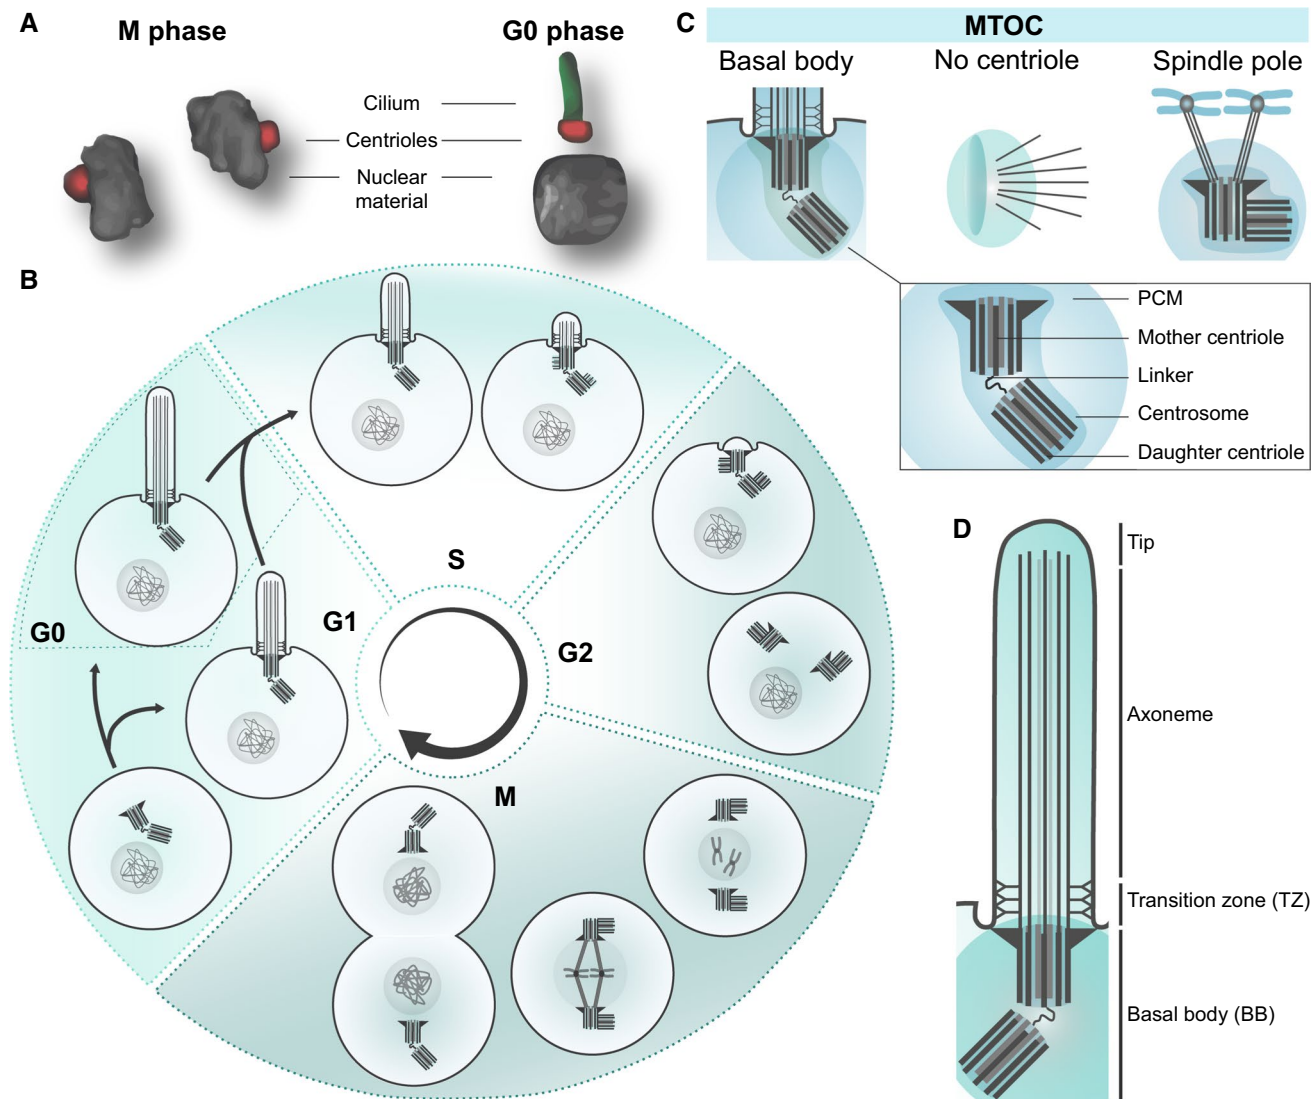 A
M phase
G0 phase
Cilium
Centrioles
Nuclear
material
C
MTOC
Basal body
No centriole
Spindle pole
PCM
Mother centriole
Linker
Centrosome
Daughter centriole
B
S
G1
G0
G2
M
D
Tip
Axoneme
Transition zone (TZ)
Basal body (BB)